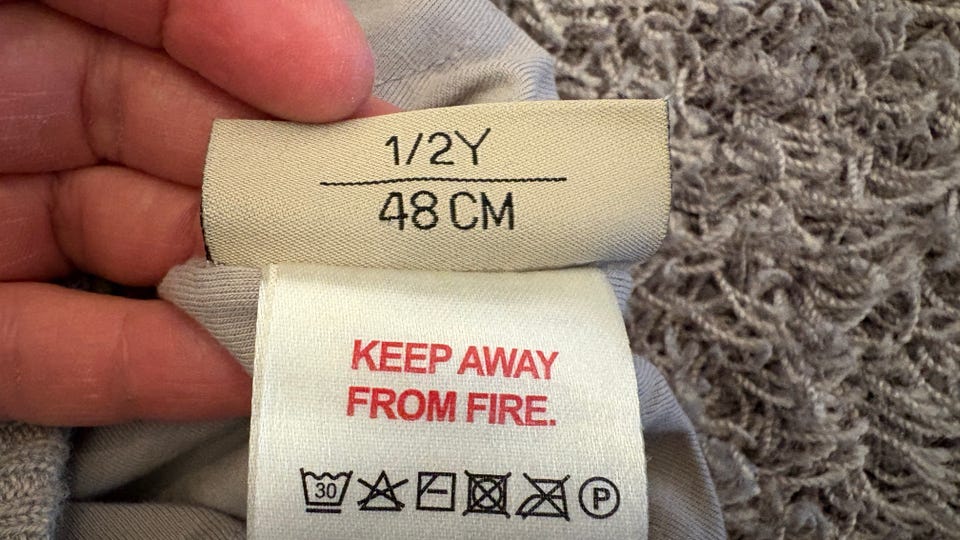 1/2Y
48 CM
KEEP AWAY
FROM FIRE.
30 P